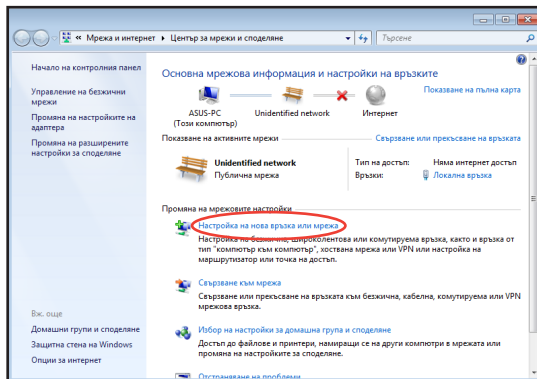 « Мрежа и интернет ▸ Център за мрежи и споделяне
Търсене
Начало на контролния панел
Управление на безжични
мрежи
Промяна на настройките на
адаптера
Промяна на разширените
настройки за споделяне
Вж. още
Домашни групи и споделяне
Защитна стена на Windows
Опции за интернет
Основна мрежова информация и настройки на връзките
Показване на пълна карта
ASUS-PC
(Този компютър)
Unidentified network
Интернет
Показване на активните мрежи
Свързване или прекъсване на връзката
Unidentified network
Публична мрежа
Тип на достъп: Няма интернет достъп
Връзки: Локална връзка
Промяна на мрежовите настройки
Настройка на нова връзка или мрежа
Настройка на безжична, широколентова или комутируема връзка, както и връзка от
тип "компютър към компютър", хоствана мрежа или VPN или настройка на
маршрутизатор или точка на достъп.
Свързване към мрежа
Свързване или прекъсване на връзката към безжична, кабелна, комутируема или VPN
мрежова връзка.
Избор на настройки за домашна група и споделяне
Достъп до файлове и принтери, намиращи се на други компютри в мрежата или
промяна на настройките за споделяне.
Отстраняване на проблеми